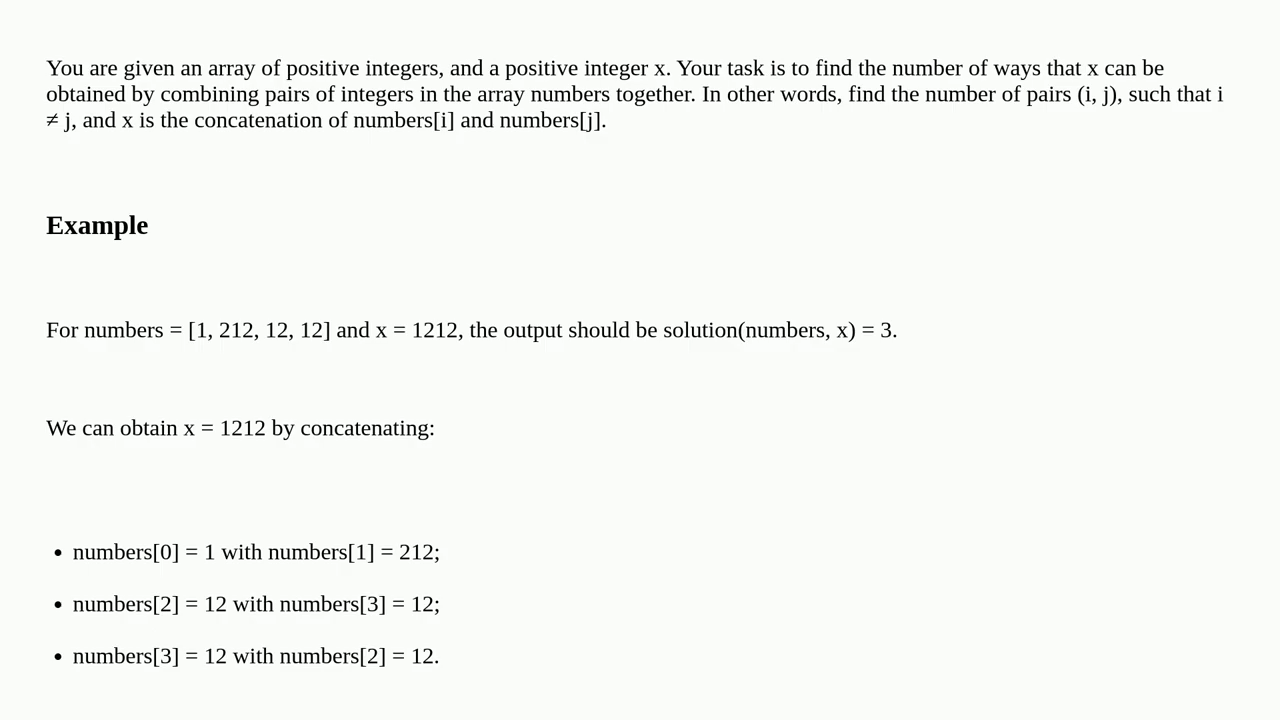 You are given an array of positive integers, and a positive integer x. Your task is to find the number of ways that x can be
obtained by combining pairs of integers in the array numbers together. In other words, find the number of pairs (i, j), such that i
≠ j, and x is the concatenation of numbers[i] and numbers[j].
Example
For numbers = [1, 212, 12, 12] and x = 1212, the output should be solution(numbers, x) = 3.
We can obtain x = 1212 by concatenating:
• numbers[0] = 1 with numbers[1] = 212;
• numbers[2] = 12 with numbers[3] = 12;
• numbers[3] = 12 with numbers[2] = 12.